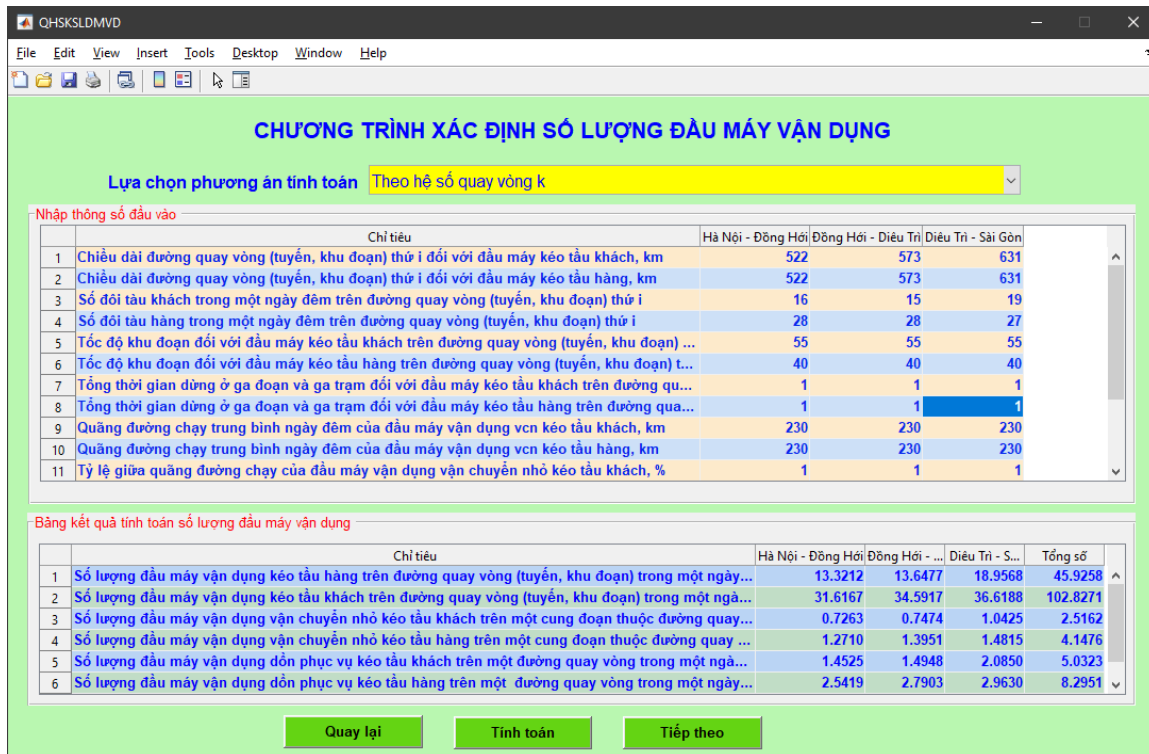 QHSKSLDMVD
File Edit View Insert Tools Desktop Window Help
CHƯƠNG TRÌNH XÁC ĐỊNH SỐ LƯỢNG ĐẦU MÁY VẬN DỤNG
Lựa chọn phương án tính toán Theo hệ số quay vòng k
Nhập thông số đầu vào
Chỉ tiêu Hà Nội - Đồng Hới Đồng Hới - Diêu Trì Diêu Trì - Sài Gòn
1 Chiều dài đường quay vòng (tuyến, khu đoạn) thứ i đối với đầu máy kéo tầu khách, km 522 573 631
2 Chiều dài đường quay vòng (tuyến, khu đoạn) thứ i đối với đầu máy kéo tầu hàng, km 522 573 631
3 Số đôi tàu khách trong một ngày đêm trên đường quay vòng (tuyến, khu đoạn) thứ i 16 15 19
4 Số đôi tàu hàng trong một ngày đêm trên đường quay vòng (tuyến, khu đoạn) thứ i 28 28 27
5 Tốc độ khu đoạn đối với đầu máy kéo tầu khách trên đường quay vòng (tuyến, khu đoạn) ... 55 55 55
6 Tốc độ khu đoạn đối với đầu máy kéo tầu hàng trên đường quay vòng (tuyến, khu đoạn) t... 40 40 40
7 Tổng thời gian dừng ở ga đoạn và ga trạm đối với đầu máy kéo tầu khách trên đường qu... 1 1 1
8 Tổng thời gian dừng ở ga đoạn và ga trạm đối với đầu máy kéo tầu hàng trên đường qua... 1 1 1
9 Quãng đường chạy trung bình ngày đêm của đầu máy vận dụng vcn kéo tầu khách, km 230 230 230
10 Quãng đường chạy trung bình ngày đêm của đầu máy vận dụng vcn kéo tầu hàng, km 230 230 230
11 Tỷ lệ giữa quãng đường chạy của đầu máy vận dụng vận chuyển nhỏ kéo tầu khách, % 1 1 1
Bảng kết quả tính toán số lượng đầu máy vận dụng
Chỉ tiêu Hà Nội - Đồng Hới Đồng Hới - ... Diêu Trì - S... Tổng số
1 Số lượng đầu máy vận dụng kéo tầu hàng trên đường quay vòng (tuyến, khu đoạn) trong một ngày... 13.3212 13.6477 18.9568 45.9258
2 Số lượng đầu máy vận dụng kéo tầu khách trên đường quay vòng (tuyến, khu đoạn) trong một ngà... 31.6167 34.5917 36.6188 102.8271
3 Số lượng đầu máy vận dụng vận chuyển nhỏ kéo tầu khách trên một cung đoạn thuộc đường quay... 0.7263 0.7474 1.0425 2.5162
4 Số lượng đầu máy vận dụng vận chuyển nhỏ kéo tầu hàng trên một cung đoạn thuộc đường quay ... 1.2710 1.3951 1.4815 4.1476
5 Số lượng đầu máy vận dụng dồn phục vụ kéo tầu khách trên một đường quay vòng trong một ngà... 1.4525 1.4948 2.0850 5.0323
6 Số lượng đầu máy vận dụng dồn phục vụ kéo tầu hàng trên một đường quay vòng trong một ngày... 2.5419 2.7903 2.9630 8.2951
Quay lại Tính toán Tiếp theo